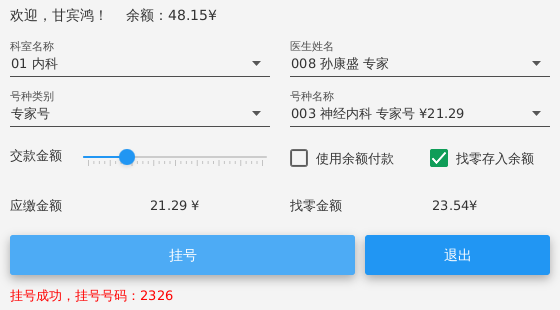 欢迎，甘宾鸿！ 余额：48.15¥
科室名称 医生姓名
01 内科 008 孙康盛 专家
号种类别 号种名称
专家号 003 神经内科 专家号 ¥21.29
交款金额 使用余额付款 找零存入余额
应缴金额 21.29 ¥ 找零金额 23.54¥
挂号 退出
挂号成功，挂号号码：2326